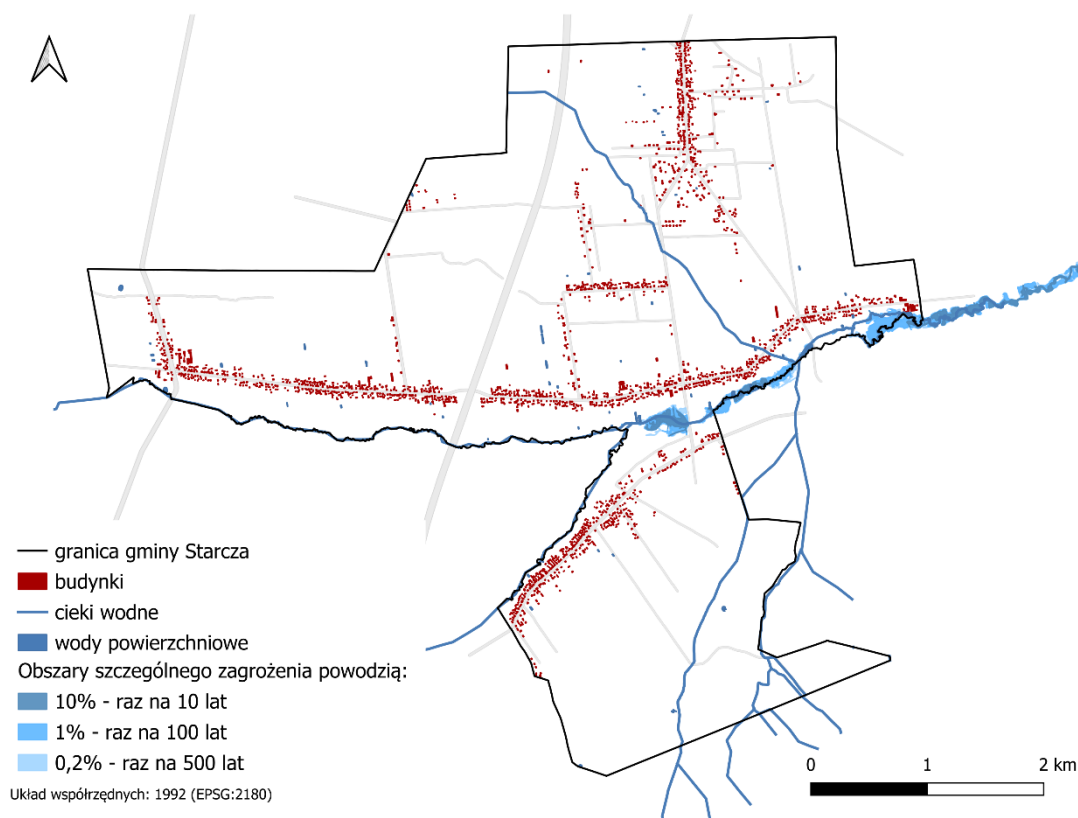 granica gminy Starcza
budynki
cieki wodne
wody powierzchniowe
Obszary szczególnego zagrożenia powodzią:
10% - raz na 10 lat
1% - raz na 100 lat
0,2% - raz na 500 lat
Układ współrzędnych: 1992 (EPSG:2180)
0 1 2 km